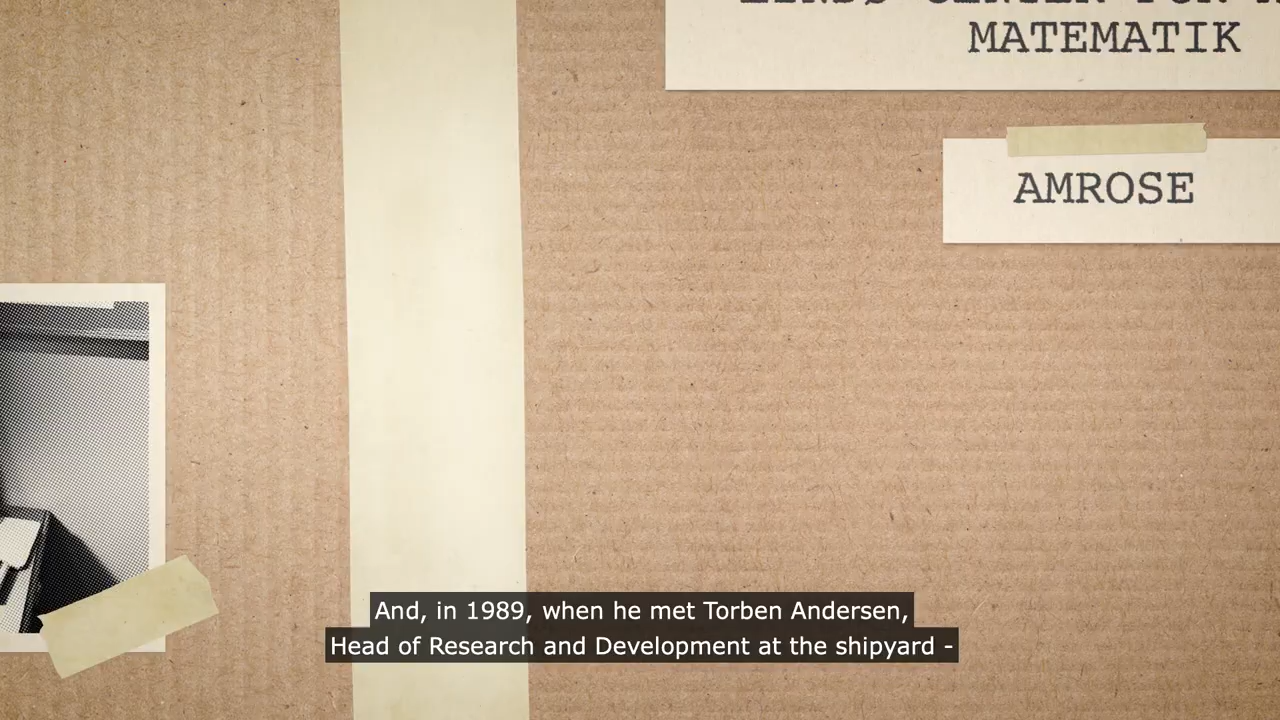 MATEMATIK
AMROSE
And, in 1989, when he met Torben Andersen,
Head of Research and Development at the shipyard -